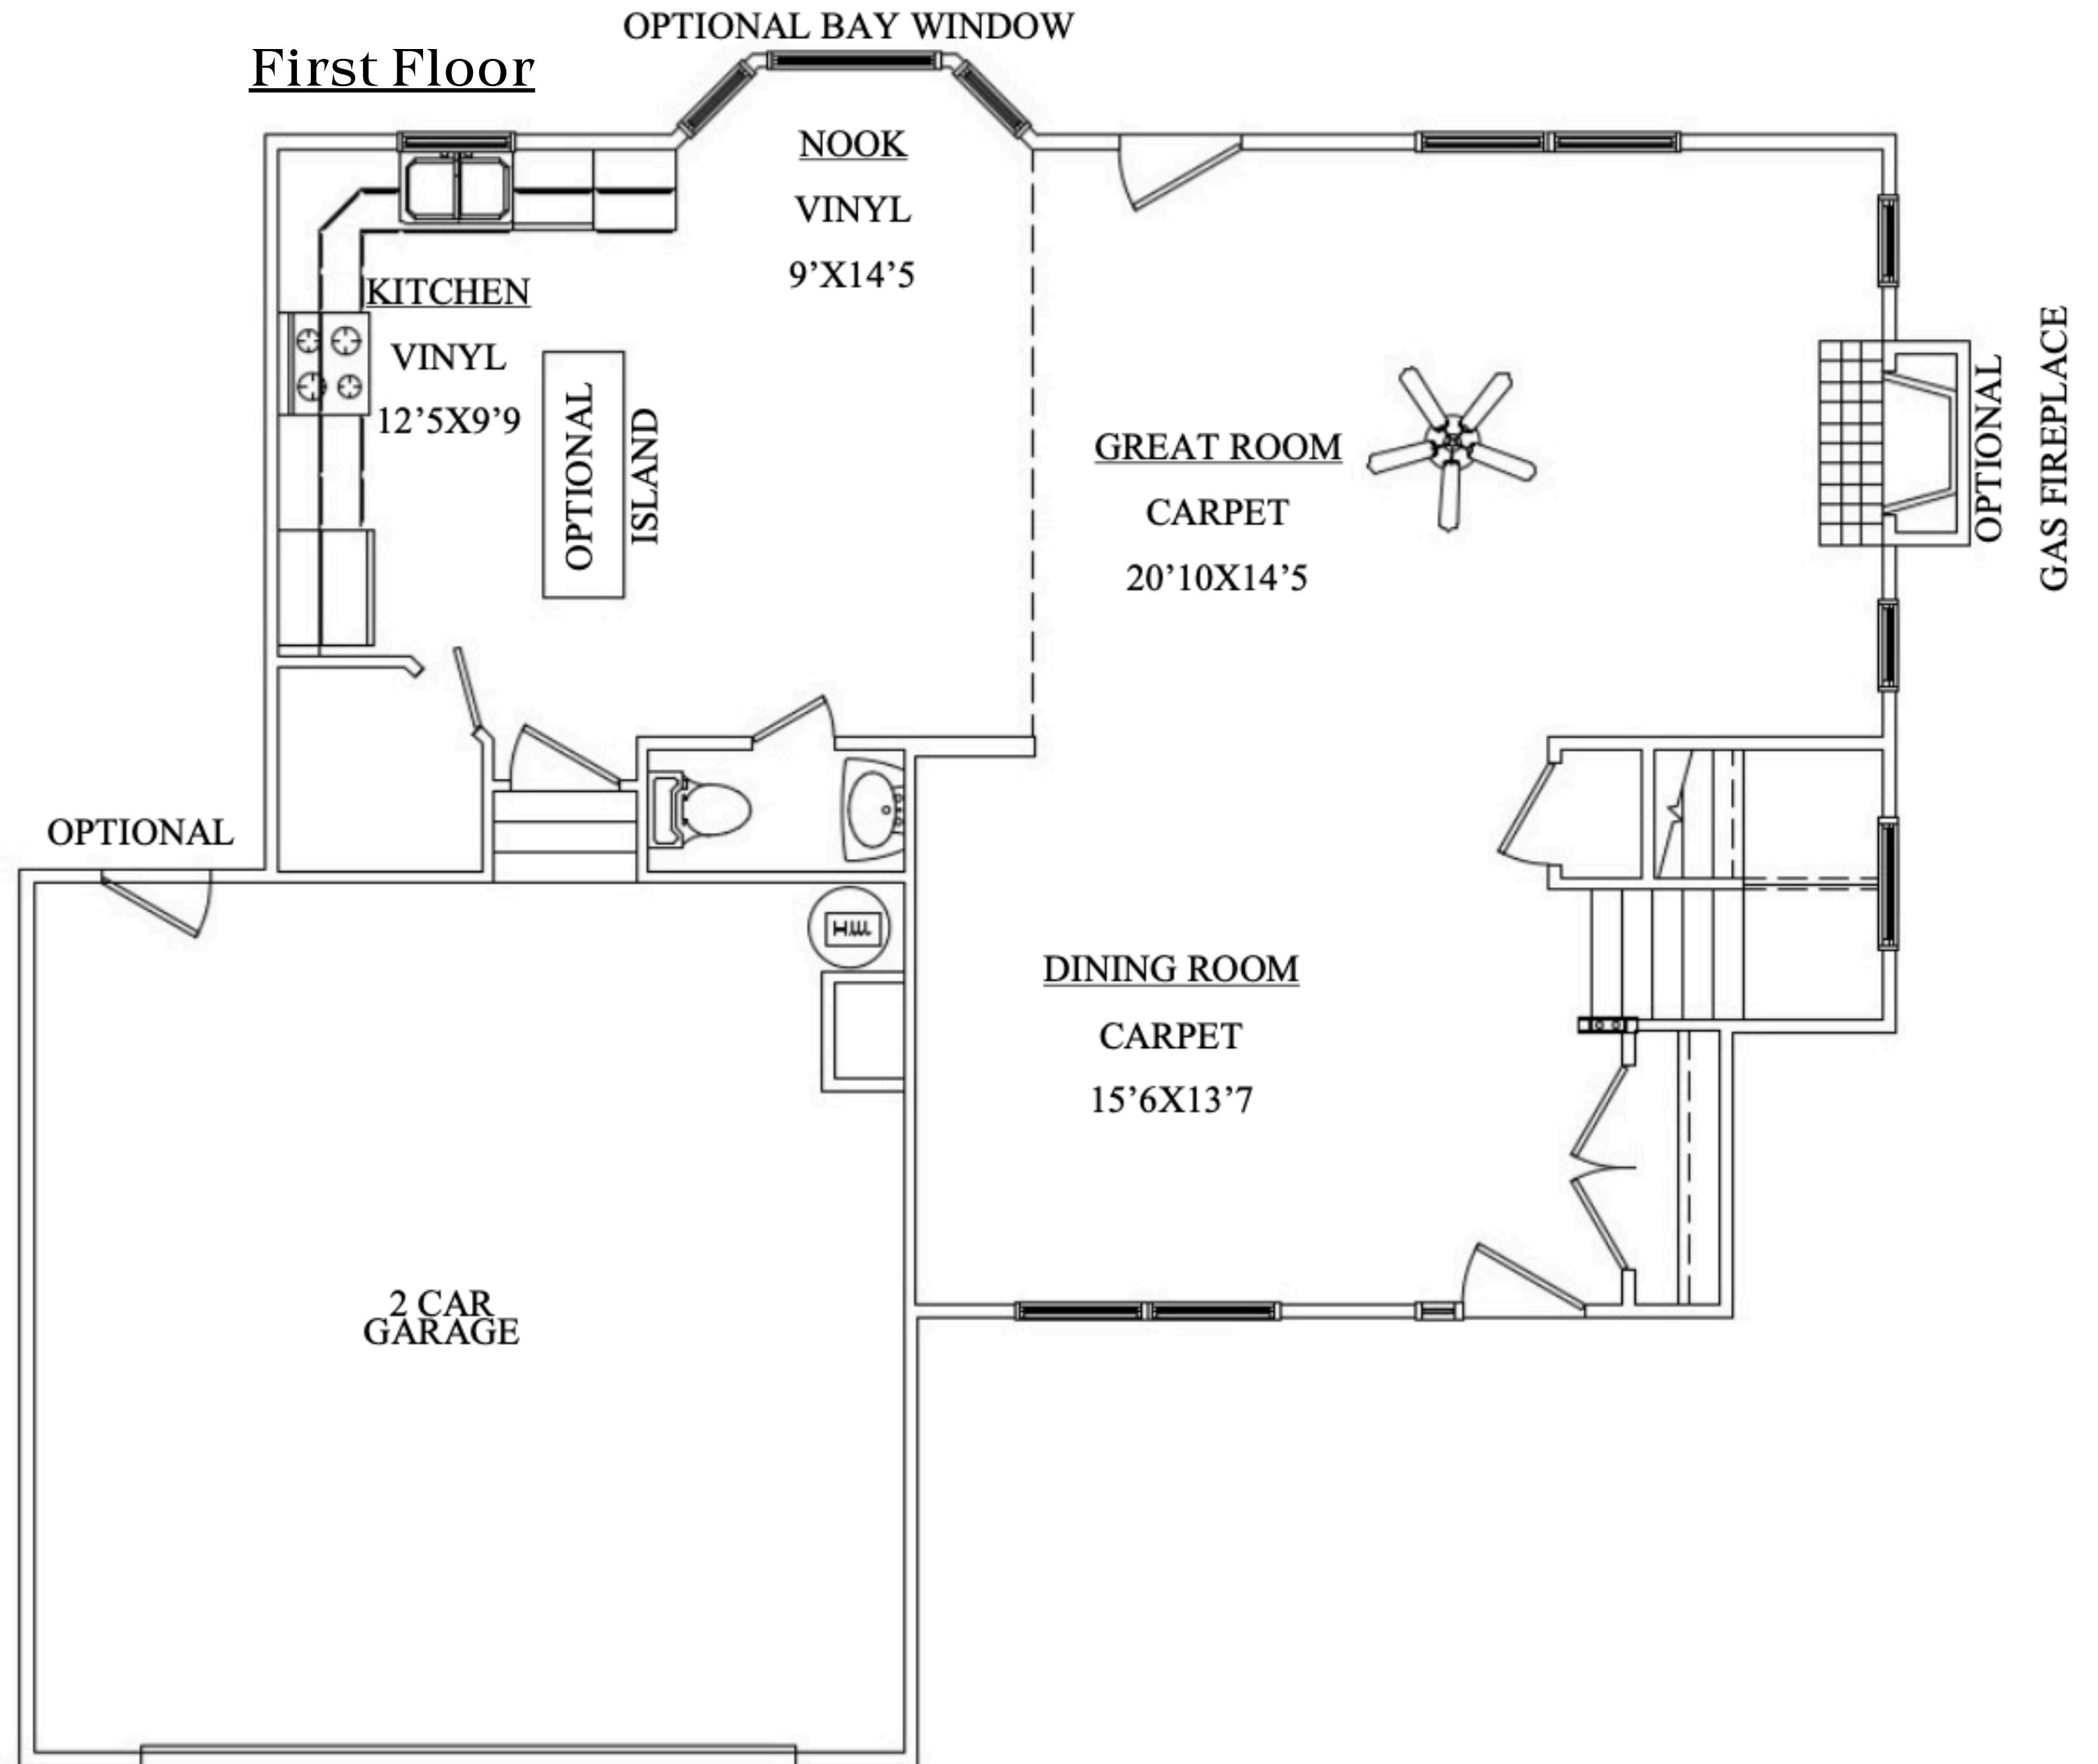 OPTIONAL BAY WINDOW
First Floor
NOOK
VINYL
9’X14’5
KITCHEN
VINYL
12’5X9’9
OPTIONAL
ISLAND
GREAT ROOM
CARPET
20’10X14’5
OPTIONAL
GAS FIREPLACE
OPTIONAL
H.W.
DINING ROOM
CARPET
15’6X13’7
2 CAR
GARAGE